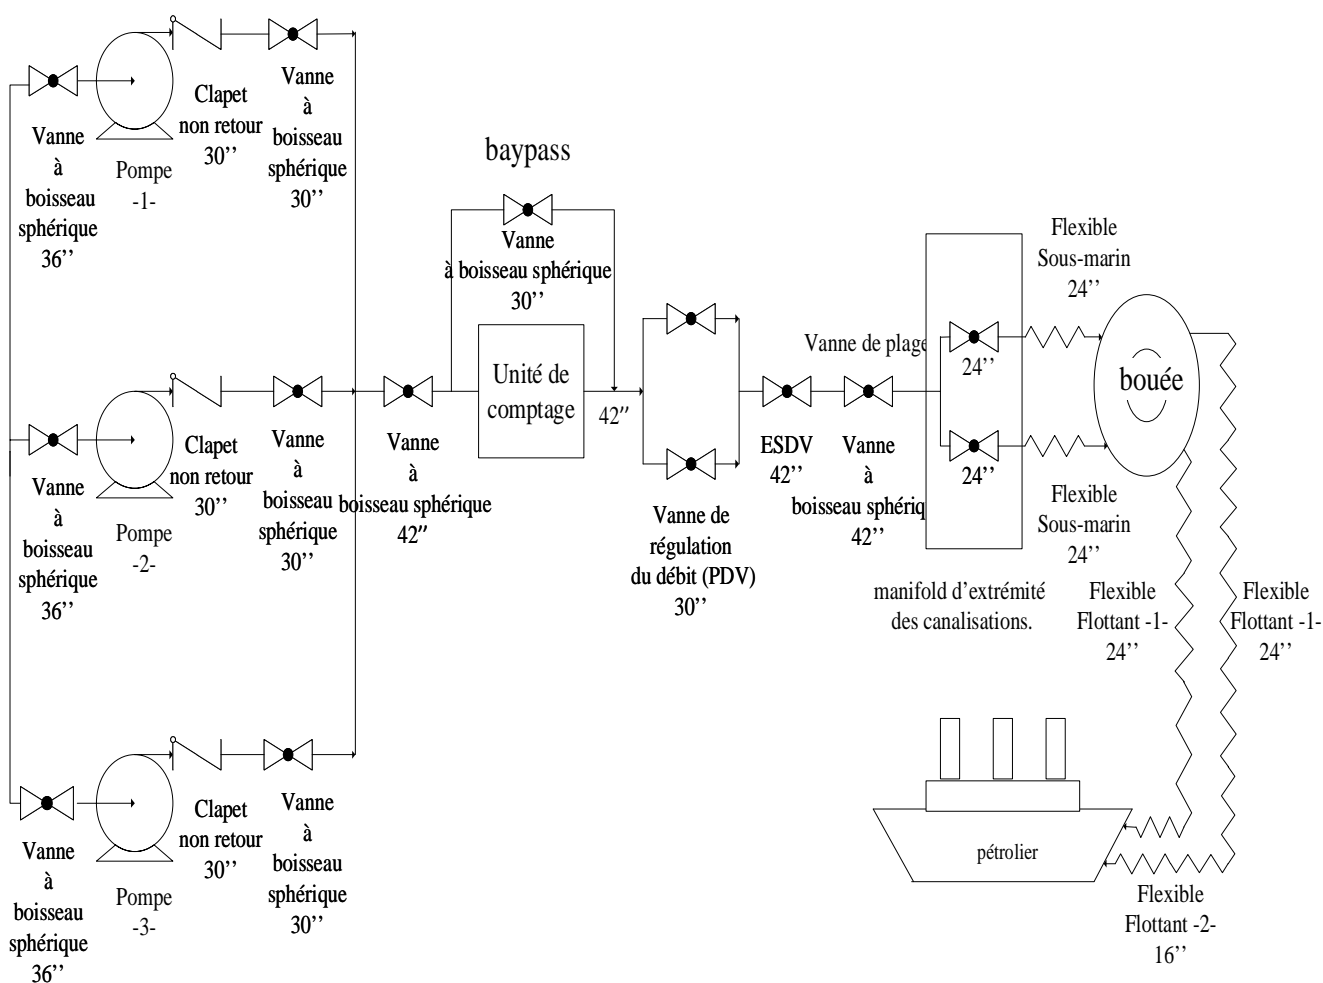 Vanne
à
boisseau
sphérique
36’’
Pompe
-1-
Clapet
non retour
30’’
Vanne
à
boisseau
sphérique
30’’
baypass
Vanne
à boisseau sphérique
30’’
Unité de
comptage
42’’
Vanne
à
boisseau
sphérique
36’’
Pompe
-2-
Clapet
non retour
30’’
Vanne
à
boisseau
sphérique
30’’
Vanne
à
boisseau sphérique
42’’
Vanne de
régulation
du débit (PDV)
30’’
ESDV
42’’
Vanne de plage
Vanne
à
boisseau sphériq
42’’
24’’
24’’
manifold d’extrémité
des canalisations.
Flexible
Sous-marin
24’’
bouée
Flexible
Sous-marin
24’’
Flexible
Flottant -1-
24’’
Flexible
Flottant -1-
24’’
Vanne
à
boisseau
sphérique
36’’
Pompe
-3-
Clapet
non retour
30’’
Vanne
à
boisseau
sphérique
30’’
pétrolier
Flexible
Flottant -2-
16’’